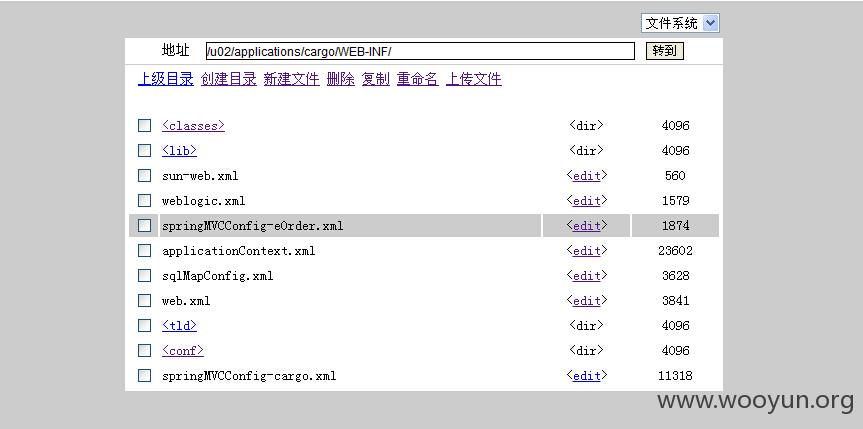 文件系统
地址 /u02/applications/cargo/WEB-INF/ 转到
上级目录 创建目录 新建文件 删除 复制 重命名 上传文件
<classes> <dir> 4096
<lib> <dir> 4096
sun-web.xml <edit> 560
weblogic.xml <edit> 1579
springMVCConfig-eOrder.xml <edit> 1874
applicationContext.xml <edit> 23602
sqlMapConfig.xml <edit> 3628
web.xml <edit> 3841
<tld> <dir> 4096
<conf> <dir> 4096
springMVCConfig-cargo.xml <edit> 11318
www.wooyun.org